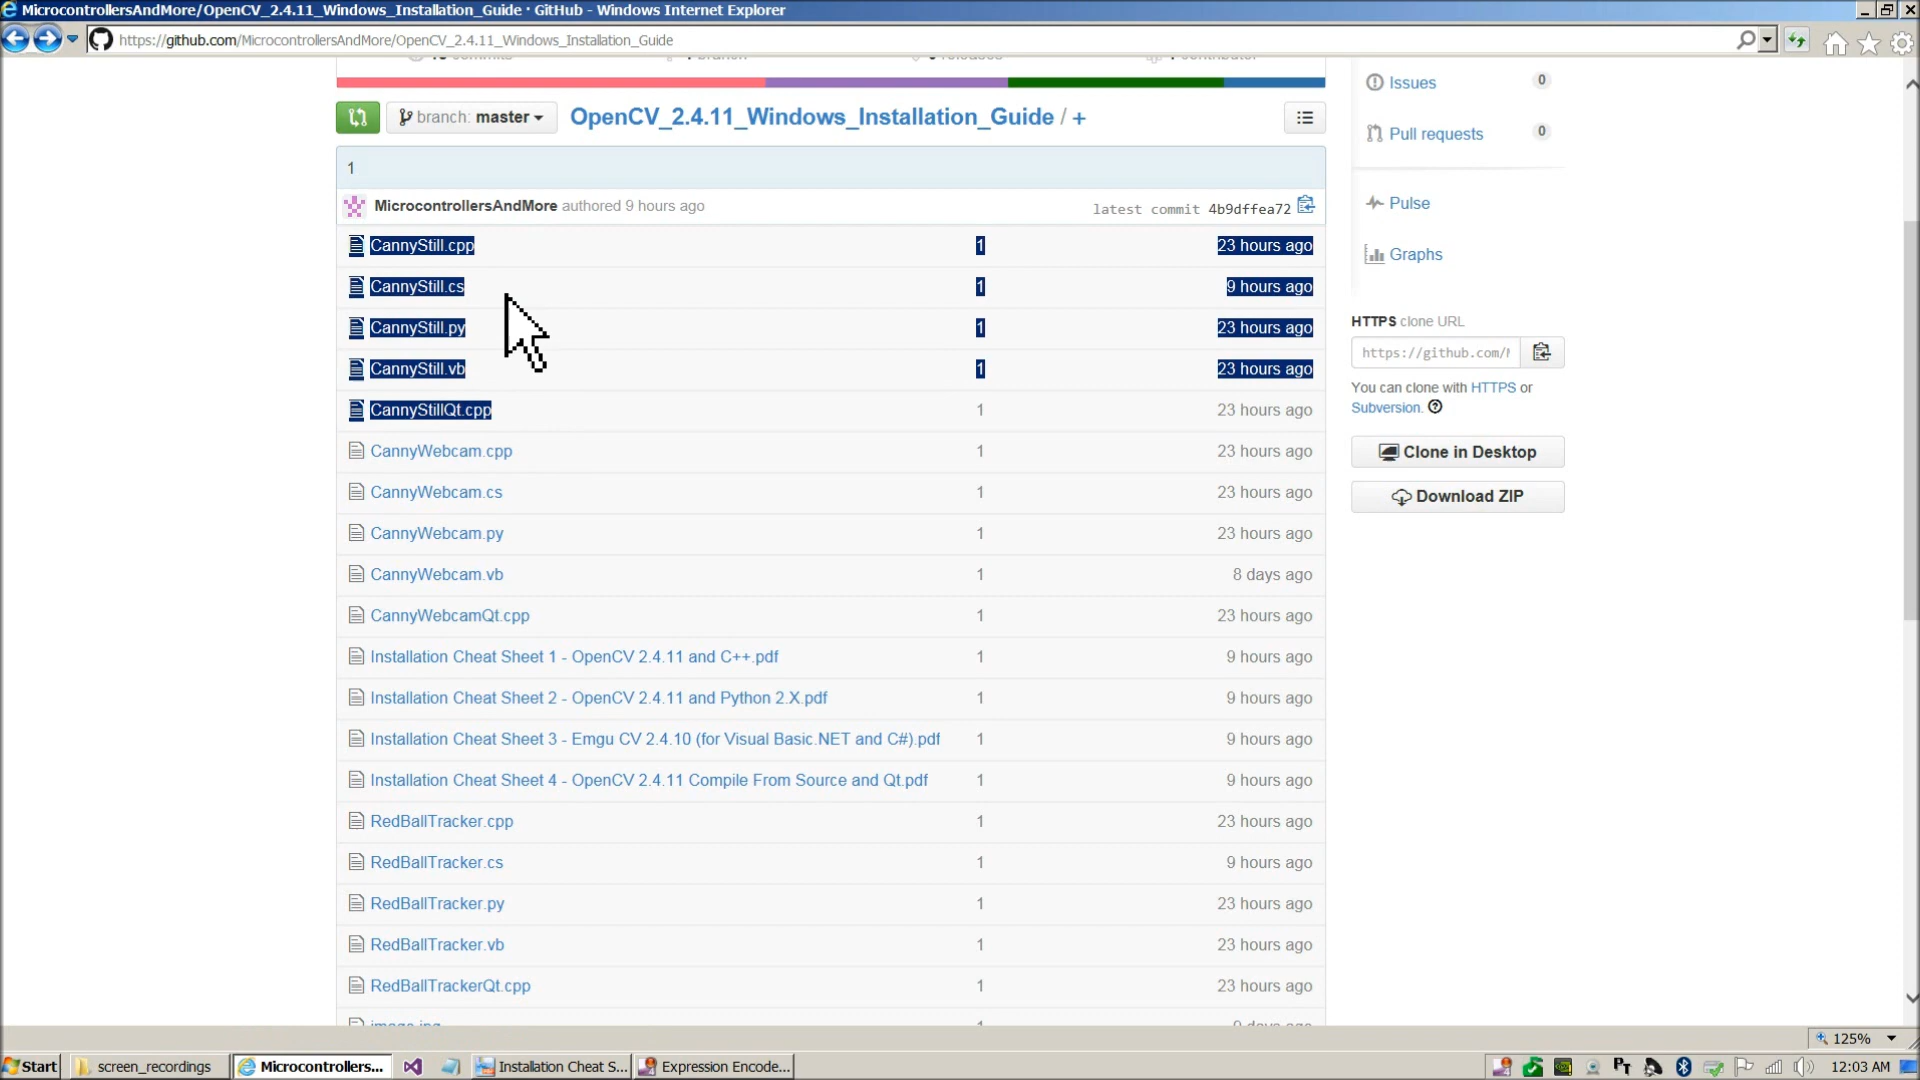 MicrocontrollersAndMore/OpenCV_2.4.11_Windows_Installation_Guide · GitHub - Windows Internet Explorer
https://github.com/MicrocontrollersAndMore/OpenCV_2.4.11_Windows_Installation_Guide
branch: master
OpenCV_2.4.11_Windows_Installation_Guide / +
1
MicrocontrollersAndMore authored 9 hours ago
latest commit 4b9dffea72
CannyStill.cpp 1 23 hours ago
CannyStill.cs 1 9 hours ago
CannyStill.py 1 23 hours ago
CannyStill.vb 1 23 hours ago
CannyStillQt.cpp 1 23 hours ago
CannyWebcam.cpp 1 23 hours ago
CannyWebcam.cs 1 23 hours ago
CannyWebcam.py 1 23 hours ago
CannyWebcam.vb 1 8 days ago
CannyWebcamQt.cpp 1 23 hours ago
Installation Cheat Sheet 1 - OpenCV 2.4.11 and C++.pdf 1 9 hours ago
Installation Cheat Sheet 2 - OpenCV 2.4.11 and Python 2.X.pdf 1 9 hours ago
Installation Cheat Sheet 3 - Emgu CV 2.4.10 (for Visual Basic.NET and C#).pdf 1 9 hours ago
Installation Cheat Sheet 4 - OpenCV 2.4.11 Compile From Source and Qt.pdf 1 9 hours ago
RedBallTracker.cpp 1 23 hours ago
RedBallTracker.cs 1 9 hours ago
RedBallTracker.py 1 23 hours ago
RedBallTracker.vb 1 23 hours ago
RedBallTrackerQt.cpp 1 23 hours ago
Issues 0
Pull requests 0
Pulse
Graphs
HTTPS clone URL
https://github.com/
You can clone with HTTPS or
Subversion.
Clone in Desktop
Download ZIP
125%
Start
screen_recordings
Microcontrollers...
Installation Cheat S...
Expression Encode...
12:03 AM